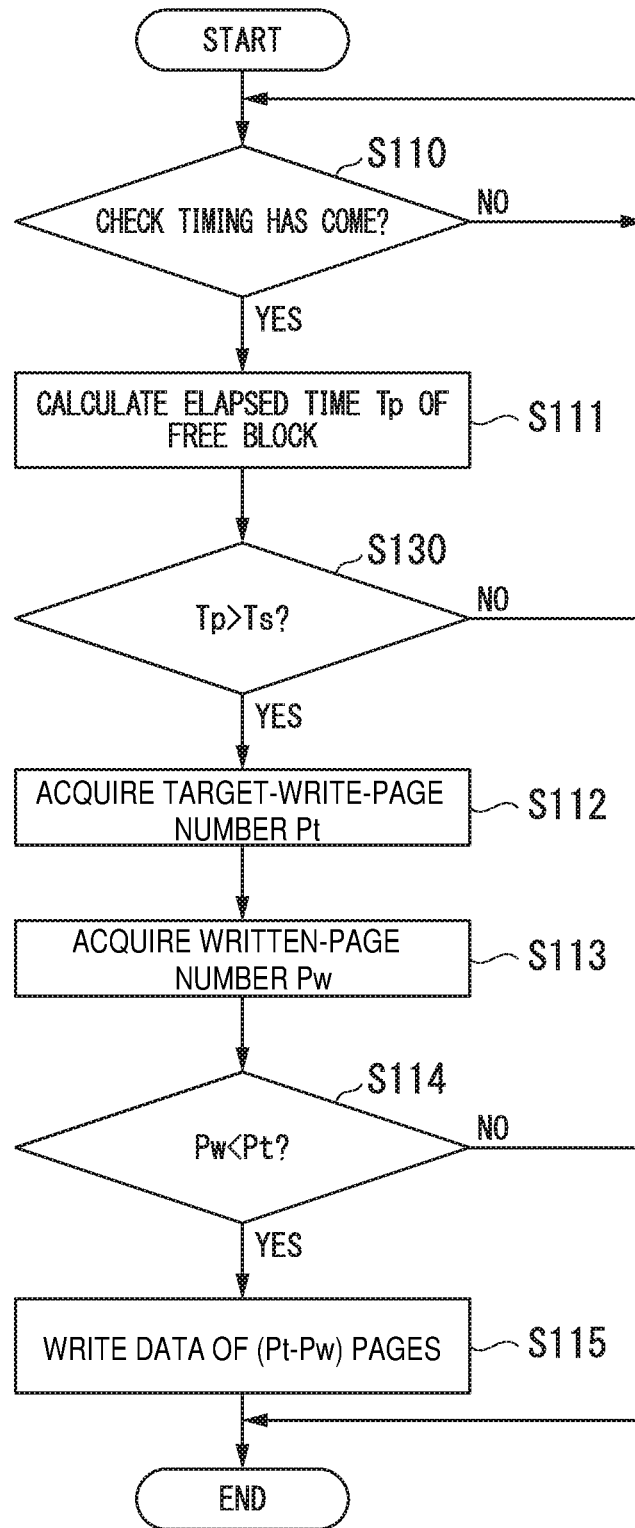 START
S110
CHECK TIMING HAS COME?
NO
YES
CALCULATE ELAPSED TIME Tp OF
FREE BLOCK
S111
S130
Tp>Ts?
NO
YES
ACQUIRE TARGET-WRITE-PAGE
NUMBER Pt
S112
ACQUIRE WRITTEN-PAGE
NUMBER Pw
S113
S114
Pw<Pt?
NO
YES
WRITE DATA OF (Pt-Pw) PAGES
S115
END